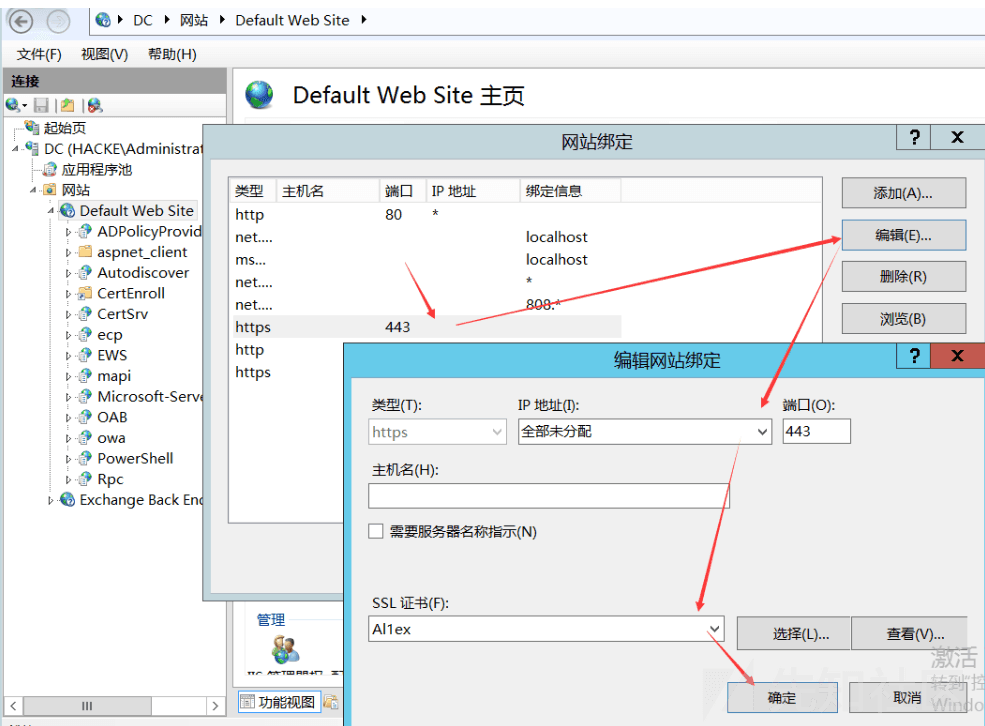 DC 网站 Default Web Site
文件(F) 视图(V) 帮助(H)
连接
起始页
DC (HACKE\Administrat
应用程序池
网站
Default Web Site
ADPolicyProvid
aspnet_client
Autodiscover
CertEnroll
CertSrv
ecp
EWS
mapi
Microsoft-Serve
OAB
owa
PowerShell
Rpc
Exchange Back End
Default Web Site 主页
网站绑定
? X
类型 主机名 端口 IP 地址 绑定信息
http 80 *
net.... localhost
ms... localhost
net.... *
net.... 808:*
https 443
http
https
添加(A)...
编辑(E)...
删除(R)
浏览(B)
编辑网站绑定
? X
类型(T): IP 地址(I): 端口(O):
https 全部未分配 443
主机名(H):
需要服务器名称指示(N)
SSL 证书(F):
Al1ex 选择(L)... 查看(V)...
确定 取消
管理
功能视图
激活
转到"控
Windo